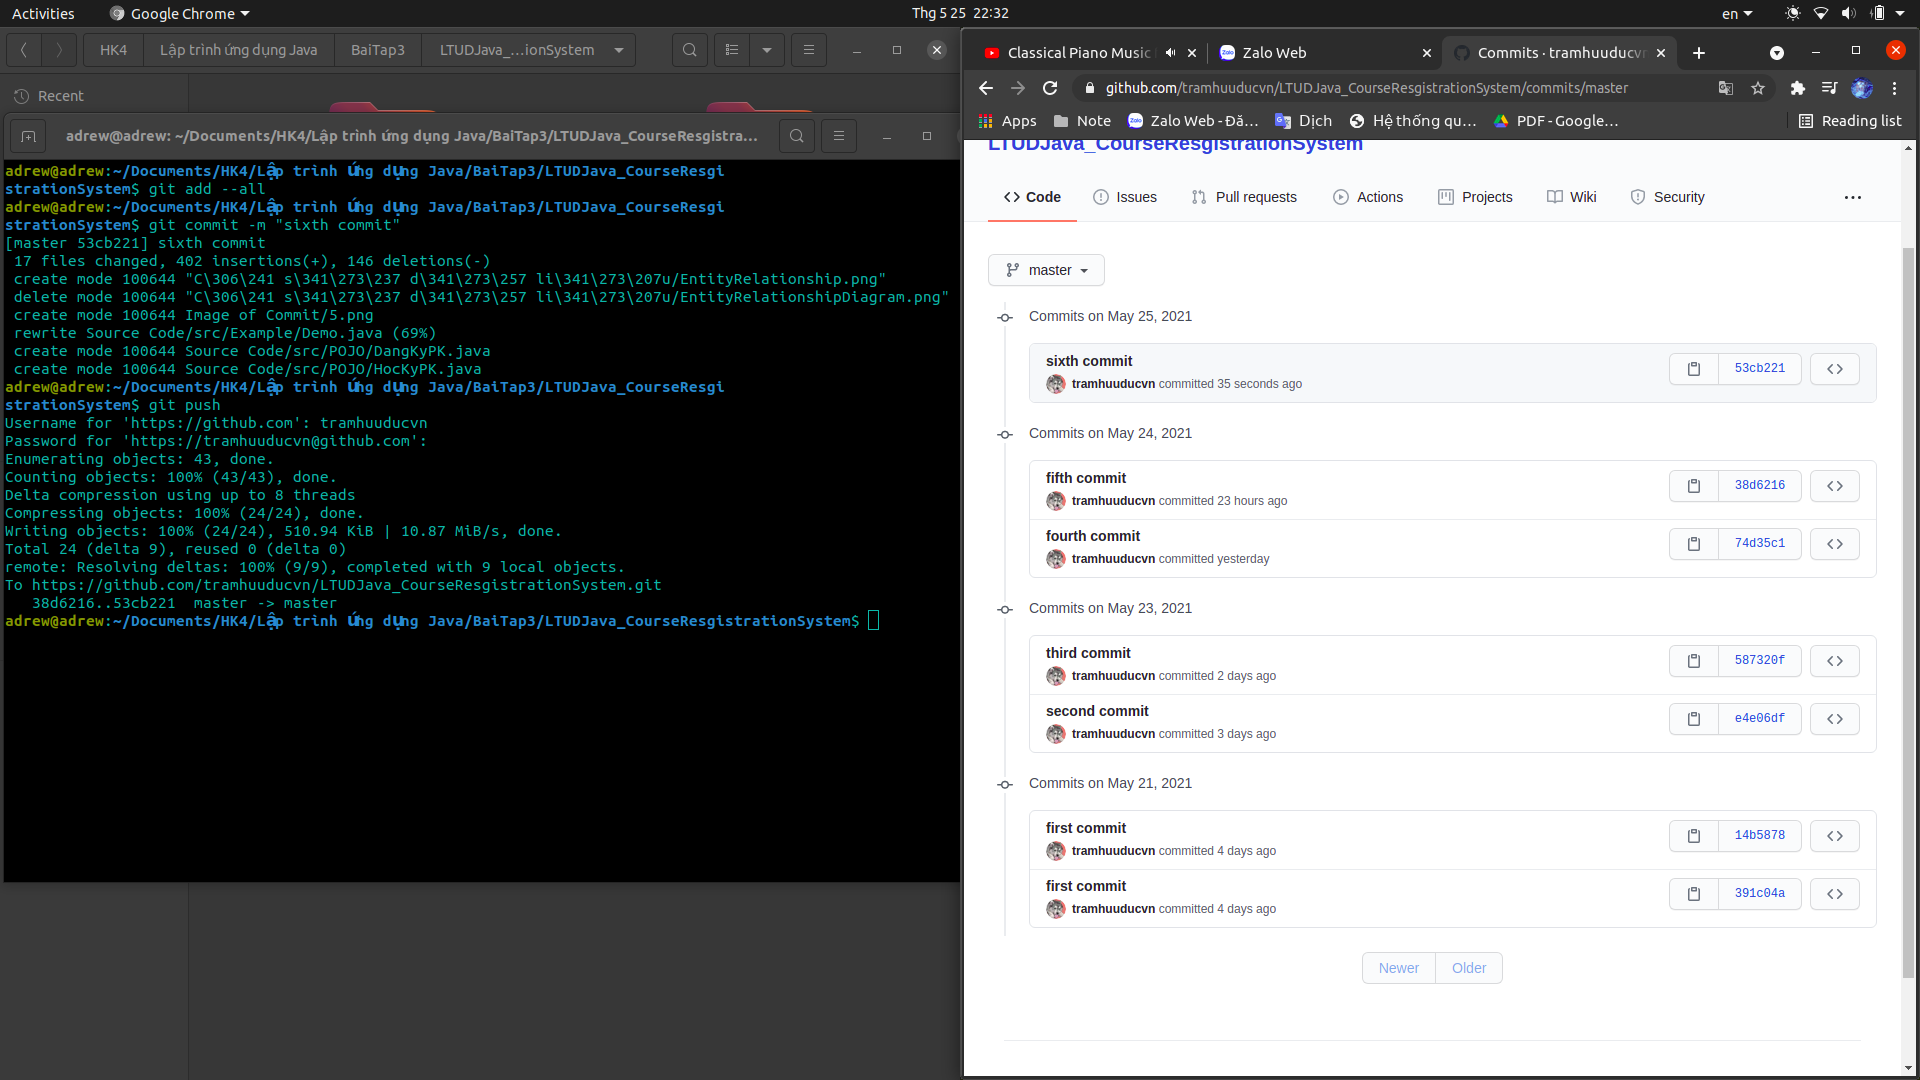 Activities
Google Chrome
Thg 5 25 22:32
en
HK4
Lập trình ứng dụng Java
BaiTap3
LTUDJava_...ionSystem
Recent
adrew@adrew: ~/Documents/HK4/Lập trình ứng dụng Java/BaiTap3/LTUDJava_CourseResgistra...
adrew@adrew:~/Documents/HK4/Lập trình ứng dụng Java/BaiTap3/LTUDJava_CourseResgi
strationSystem$ git add --all
adrew@adrew:~/Documents/HK4/Lập trình ứng dụng Java/BaiTap3/LTUDJava_CourseResgi
strationSystem$ git commit -m "sixth commit"
[master 53cb221] sixth commit
17 files changed, 402 insertions(+), 146 deletions(-)
create mode 100644 "C\306\241 s\341\273\237 d\341\273\257 li\341\273\207u/EntityRelationship.png"
delete mode 100644 "C\306\241 s\341\273\237 d\341\273\257 li\341\273\207u/EntityRelationshipDiagram.png"
create mode 100644 Image of Commit/5.png
rewrite Source Code/src/Example/Demo.java (69%)
create mode 100644 Source Code/src/POJO/DangKyPK.java
create mode 100644 Source Code/src/POJO/HocKyPK.java
adrew@adrew:~/Documents/HK4/Lập trình ứng dụng Java/BaiTap3/LTUDJava_CourseResgi
strationSystem$ git push
Username for 'https://github.com': tramhuuducvn
Password for 'https://tramhuuducvn@github.com':
Enumerating objects: 43, done.
Counting objects: 100% (43/43), done.
Delta compression using up to 8 threads
Compressing objects: 100% (24/24), done.
Writing objects: 100% (24/24), 510.94 KiB | 10.87 MiB/s, done.
Total 24 (delta 9), reused 0 (delta 0)
remote: Resolving deltas: 100% (9/9), completed with 9 local objects.
To https://github.com/tramhuuducvn/LTUDJava_CourseResgistrationSystem.git
38d6216..53cb221 master -> master
adrew@adrew:~/Documents/HK4/Lập trình ứng dụng Java/BaiTap3/LTUDJava_CourseResgistrationSystem$
Classical Piano Music
Zalo Web
Commits · tramhuuducvn
github.com/tramhuuducvn/LTUDJava_CourseResgistrationSystem/commits/master
Apps
Note
Zalo Web - Đă...
Dịch
Hệ thống qu...
PDF - Google...
Reading list
LTUDJava_CourseResgistrationSystem
Code
Issues
Pull requests
Actions
Projects
Wiki
Security
master
Commits on May 25, 2021
sixth commit
tramhuuducvn committed 35 seconds ago
53cb221
Commits on May 24, 2021
fifth commit
tramhuuducvn committed 23 hours ago
38d6216
fourth commit
tramhuuducvn committed yesterday
74d35c1
Commits on May 23, 2021
third commit
tramhuuducvn committed 2 days ago
587320f
second commit
tramhuuducvn committed 3 days ago
e4e06df
Commits on May 21, 2021
first commit
tramhuuducvn committed 4 days ago
14b5878
first commit
tramhuuducvn committed 4 days ago
391c04a
Newer
Older